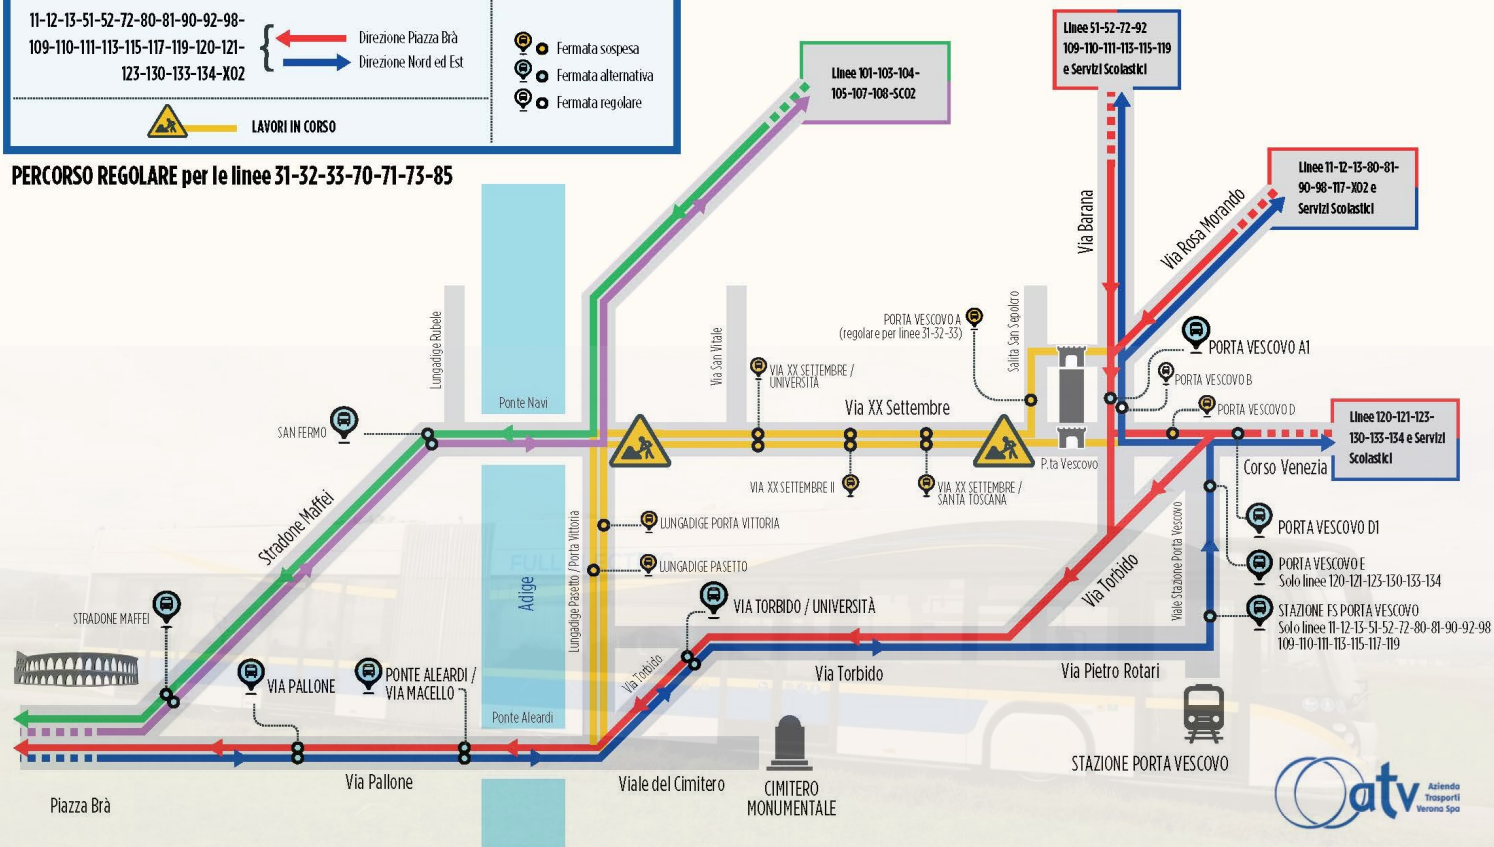 11-12-13-51-52-72-80-81-90-92-98-
109-110-111-113-115-117-119-120-121-
123-130-133-134-X02
Direzione Piazza Brà
Direzione Nord ed Est
LAVORI IN CORSO
Fermata sospesa
Fermata alternativa
Fermata regolare
PERCORSO REGOLARE per le linee 31-32-33-70-71-73-85
Linee 101-103-104-
105-107-108-SC02
Linee 51-52-72-92
109-110-111-113-115-119
e Servizi Scolastici
Linee 11-12-13-80-81-
90-98-117-X02 e
Servizi Scolastici
Via Barana
Via Rosa Morando
Lungadige Rubele
Ponte Navi
Via San Vitale
PORTA VESCOVO A
(regolare per linee 31-32-33)
Salita San Sepolcro
PORTA VESCOVO A1
PORTA VESCOVO B
PORTA VESCOVO D
VIA XX SETTEMBRE /
UNIVERSITÀ
Via XX Settembre
SAN FERMO
Linee 120-121-123-
130-133-134 e Servizi
Scolastici
P.ta Vescovo
Corso Venezia
VIA XX SETTEMBRE II
VIA XX SETTEMBRE /
SANTA TOSCANA
Stradone Maffei
Lungadige Pasetto / Porta Vittoria
LUNGADIGE PORTA VITTORIA
LUNGADIGE PASETTO
FULL
Adige
Viale Stazione Porta Vescovo
PORTA VESCOVO D1
PORTA VESCOVO E
Solo linee 120-121-123-130-133-134
Via Torbido
STAZIONE FS PORTA VESCOVO
Solo linee 11-12-13-51-52-72-80-81-90-92-98
109-110-111-113-115-117-119
STRADONE MAFFEI
VIA TORBIDO / UNIVERSITÀ
VIA PALLONE
PONTE ALEARDI /
VIA MACELLO
Via Torbido
Via Torbido
Via Pietro Rotari
Ponte Aleardi
Via Pallone
Viale del Cimitero
CIMITERO
MONUMENTALE
STAZIONE PORTA VESCOVO
Piazza Brà
atv
Azienda
Trasporti
Verona Spa